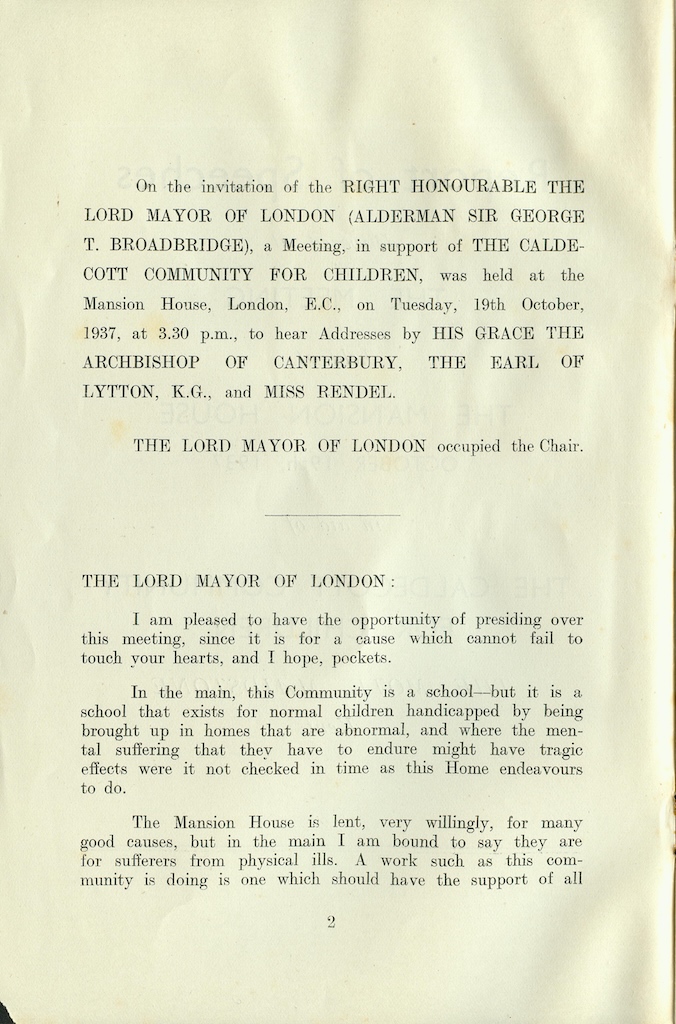 On the invitation of the RIGHT HONOURABLE THE
LORD MAYOR OF LONDON (ALDERMAN SIR GEORGE
T. BROADBRIDGE), a Meeting, in support of THE CALDE-
COTT COMMUNITY FOR CHILDREN, was held at the
Mansion House, London, E.C., on Tuesday, 19th October,
1937, at 3.30 p.m., to hear Addresses by HIS GRACE THE
ARCHBISHOP OF CANTERBURY, THE EARL OF
LYTTON, K.G., and MISS RENDEL.
THE LORD MAYOR OF LONDON occupied the Chair.
THE LORD MAYOR OF LONDON:
I am pleased to have the opportunity of presiding over
this meeting, since it is for a cause which cannot fail to
touch your hearts, and I hope, pockets.
In the main, this Community is a school—but it is a
school that exists for normal children handicapped by being
brought up in homes that are abnormal, and where the men-
tal suffering that they have to endure might have tragic
effects were it not checked in time as this Home endeavours
to do.
The Mansion House is lent, very willingly, for many
good causes, but in the main I am bound to say they are
for sufferers from physical ills. A work such as this com-
munity is doing is one which should have the support of all
2